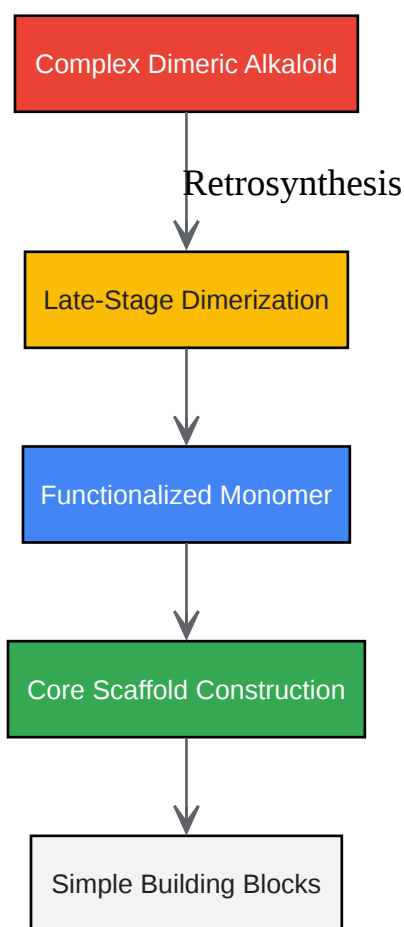 Complex Dimeric Alkaloid
Retrosynthesis
Late-Stage Dimerization
Functionalized Monomer
Core Scaffold Construction
Simple Building Blocks